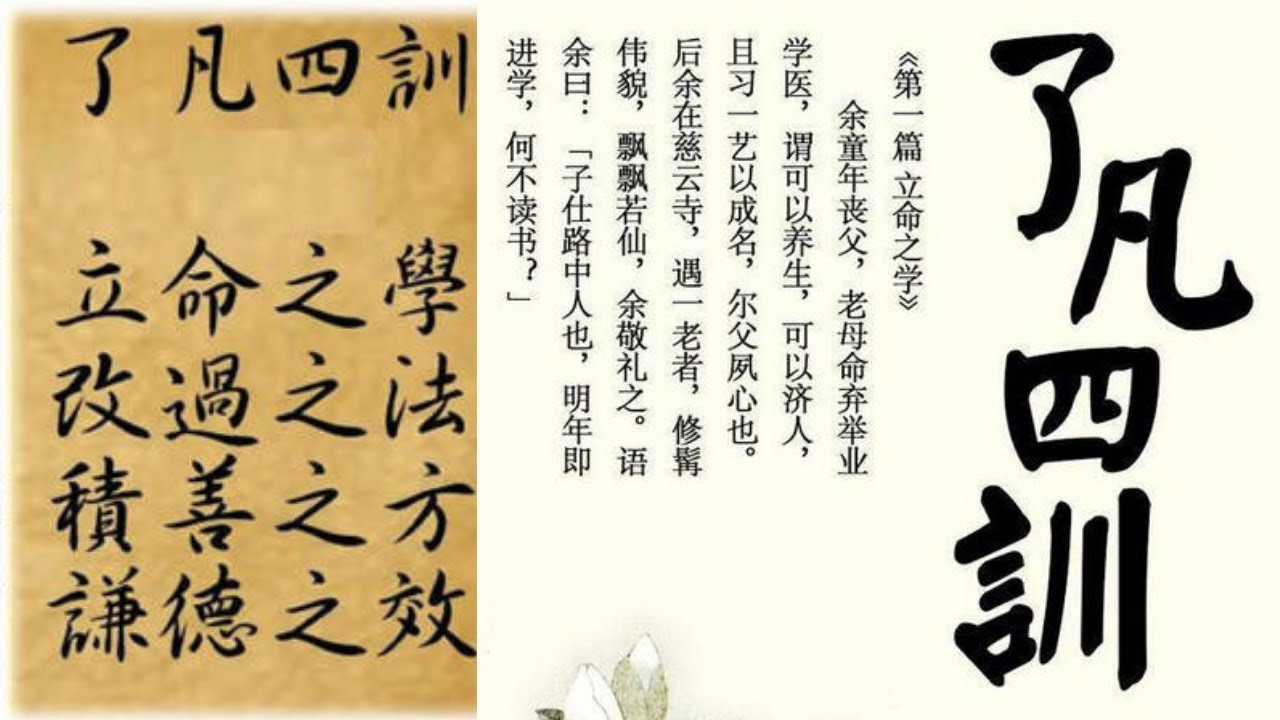 了凡四訓
立命之學
改過之法
積善之方
謙德之效
了凡四訓
《第一篇 立命之学》
余童年丧父，老母命弃举业
学医，谓可以养生，可以济人，
且习一艺以成名，尔父夙心也。
后余在慈云寺，遇一老者，修髯
伟貌，飘飘若仙，余敬礼之。语
余曰：「子仕路中人也，明年即
进学，何不读书？」